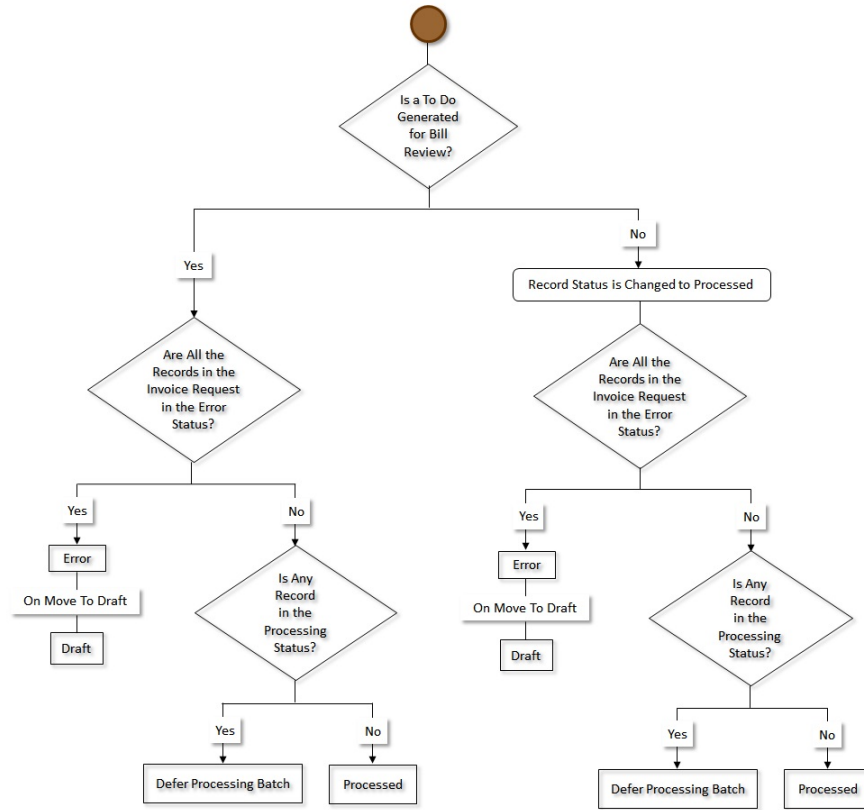 Is a To Do
Generated
for Bill
Review?
No
Yes
Record Status is Changed to Processed
Are All the
Records in the
Invoice Request
in the Error
Status?
Are All the
Records in the
Invoice Request
in the Error
Status?
Yes
No
Yes
No
Error
Is Any
Record
in the
Processing
Status?
Error
Is Any
Record
in the
Processing
Status?
On Move To Draft
On Move To Draft
Draft
Draft
Yes
No
Yes
No
Defer Processing Batch
Processed
Defer Processing Batch
Processed